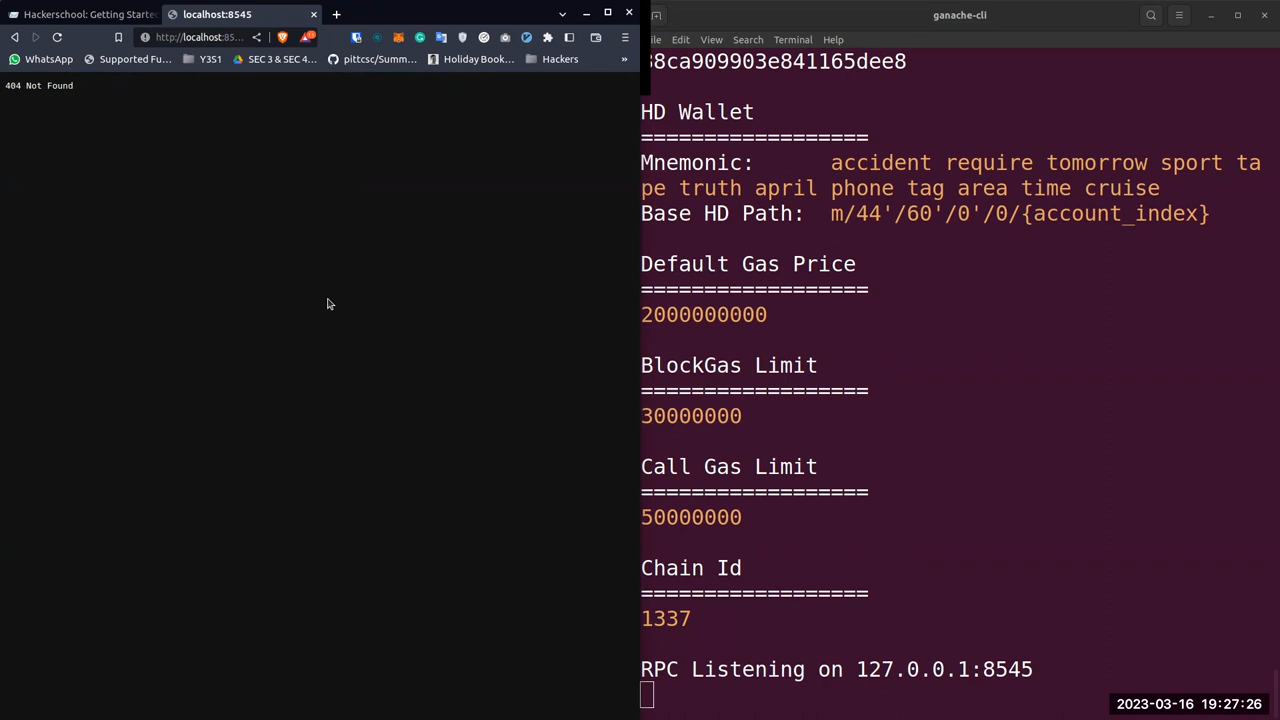 Hackerschool: Getting Starte
localhost:8545
http://localhost:85...
15
WhatsApp
Supported Fu...
Y3S1
SEC 3 & SEC 4...
pittcsc/Summ...
Holiday Book...
Hackers
»
404 Not Found
ganache-cli
Edit View Search Terminal Help
88ca909903e841165dee8
HD Wallet
==================
Mnemonic: accident require tomorrow sport ta
pe truth april phone tag area time cruise
Base HD Path: m/44'/60'/0'/0/{account_index}
Default Gas Price
==================
2000000000
BlockGas Limit
==================
30000000
Call Gas Limit
==================
50000000
Chain Id
==================
1337
RPC Listening on 127.0.0.1:8545
2023-03-16 19:27:26